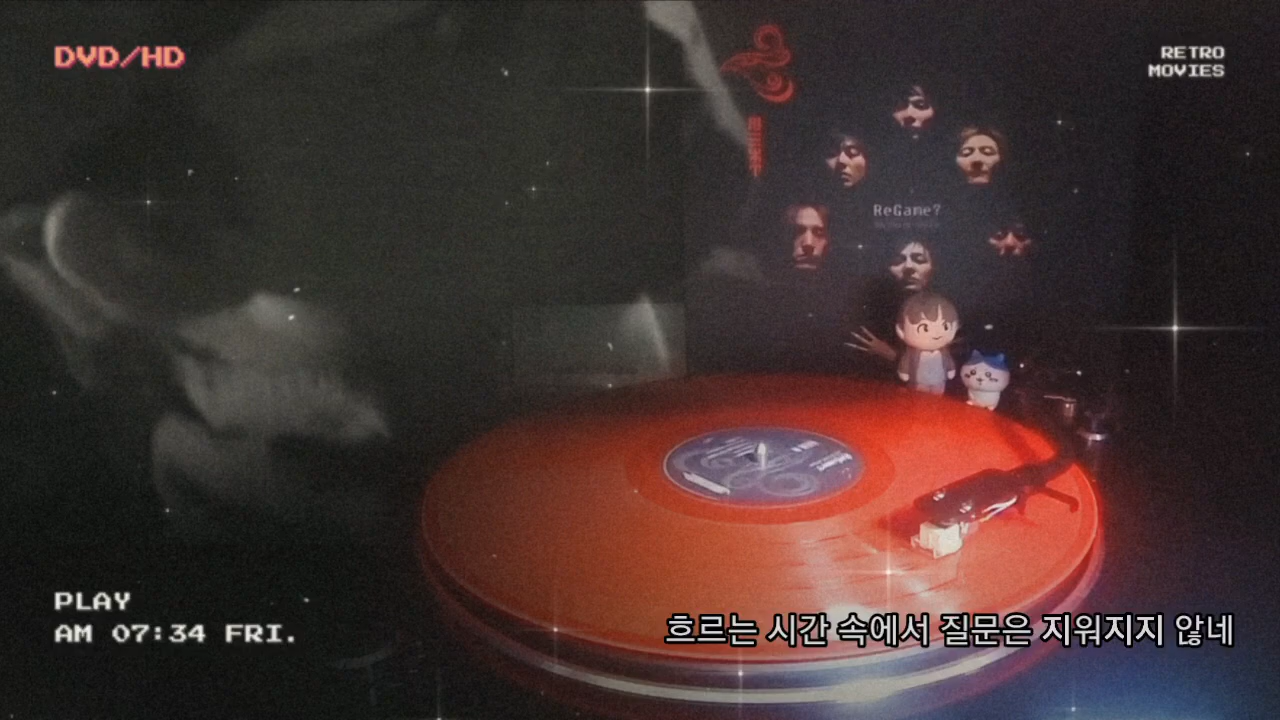 DVD/HD
RETRO
MOVIES
ReGame?
PLAY
AM 07:34 FRI.
흐르는 시간 속에서 질문은 지워지지 않네